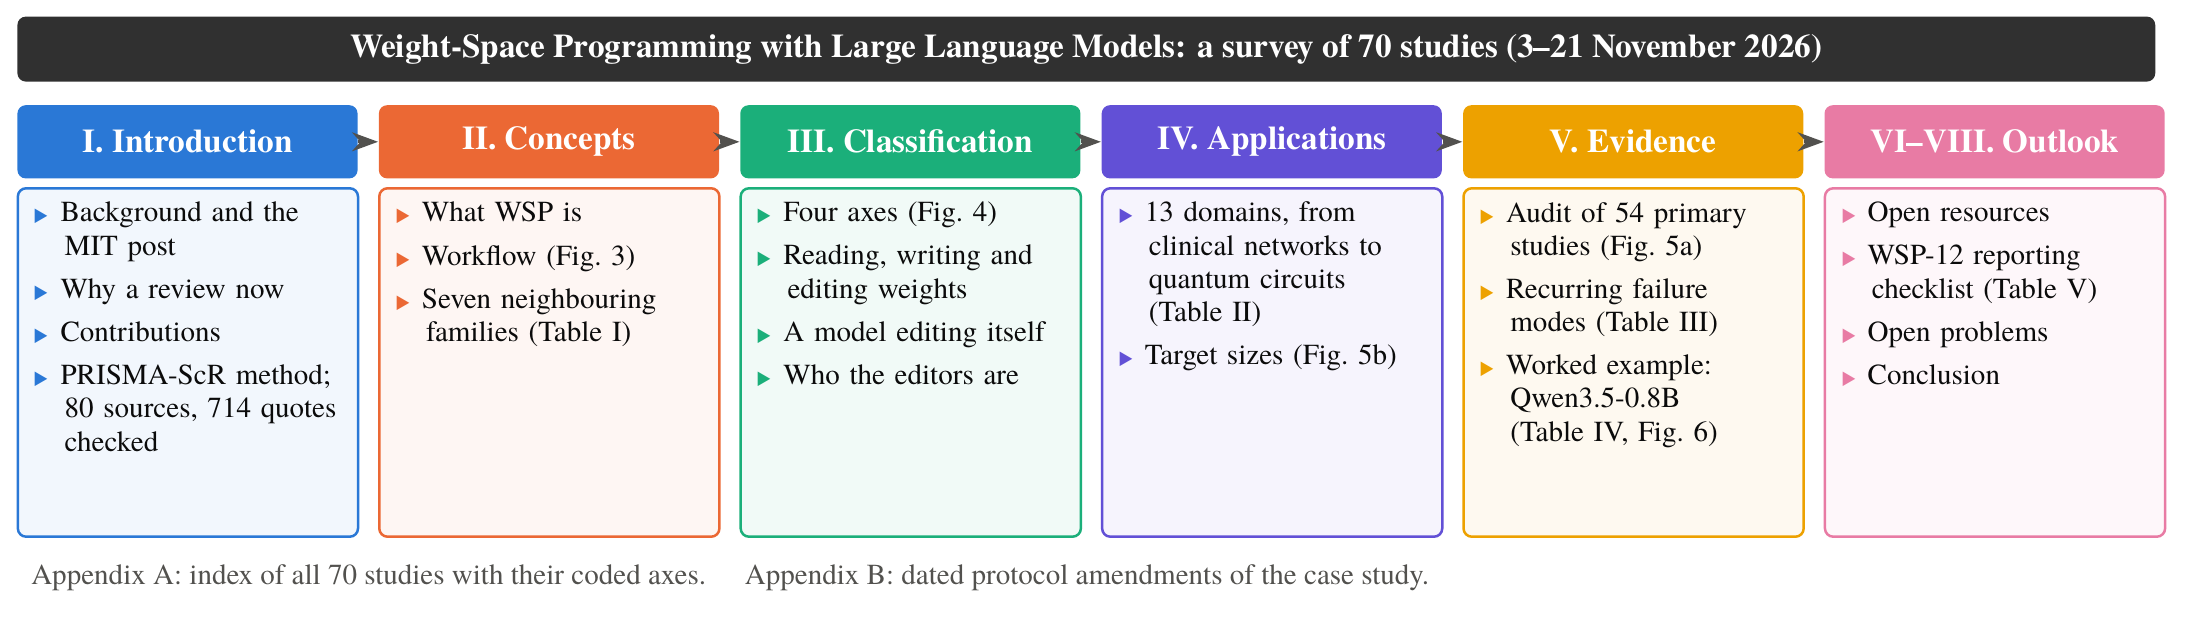 Weight-Space Programming with Large Language Models: a survey of 70 studies (3–21 November 2026)
I. Introduction
Background and the
MIT post
Why a review now
Contributions
PRISMA-ScR method;
80 sources, 714 quotes
checked
II. Concepts
What WSP is
Workflow (Fig. 3)
Seven neighbouring
families (Table I)
III. Classification
Four axes (Fig. 4)
Reading, writing and
editing weights
A model editing itself
Who the editors are
IV. Applications
13 domains, from
clinical networks to
quantum circuits
(Table II)
Target sizes (Fig. 5b)
V. Evidence
Audit of 54 primary
studies (Fig. 5a)
Recurring failure
modes (Table III)
Worked example:
Qwen3.5-0.8B
(Table IV, Fig. 6)
VI–VIII. Outlook
Open resources
WSP-12 reporting
checklist (Table V)
Open problems
Conclusion
Appendix A: index of all 70 studies with their coded axes.
Appendix B: dated protocol amendments of the case study.